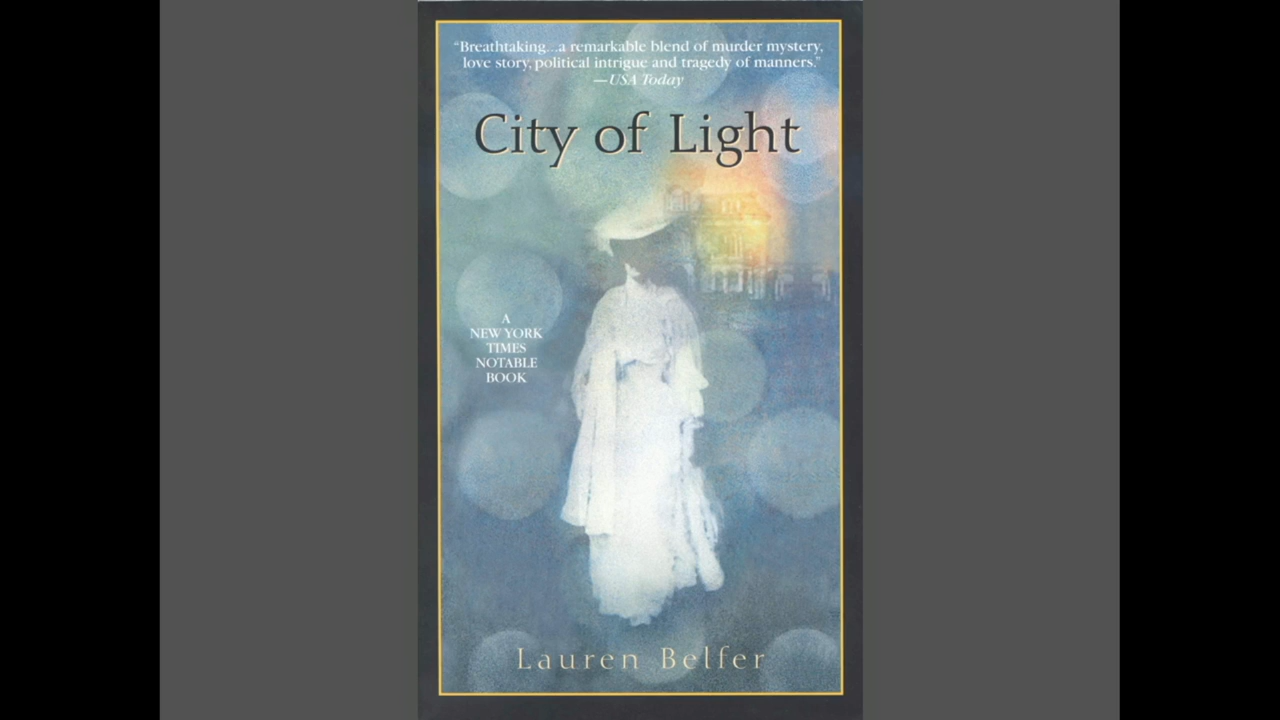 “Breathtaking...a remarkable blend of murder mystery,
love story, political intrigue and tragedy of manners.”
—USA Today
City of Light
A
NEW YORK
TIMES
NOTABLE
BOOK
Lauren Belfer